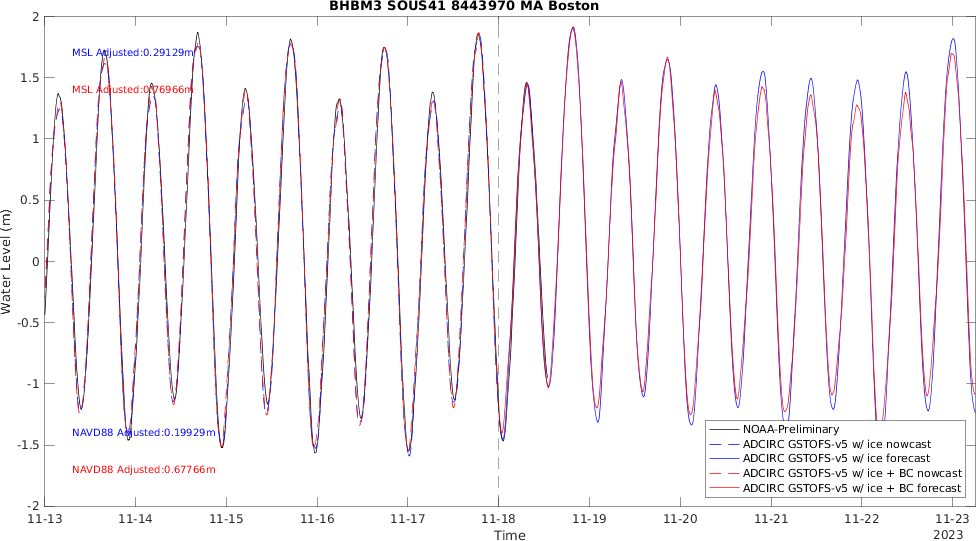 BHBM3 SOUS41 8443970 MA Boston
2
1.5
1
0.5
0
-0.5
-1
-1.5
-2
Water Level (m)
MSL Adjusted:0.29129m
MSL Adjusted:0.76966m
NAVD88 Adjusted:0.19929m
NAVD88 Adjusted:0.67766m
NOAA-Preliminary
ADCIRC GSTOFS-v5 w/ ice nowcast
ADCIRC GSTOFS-v5 w/ ice forecast
ADCIRC GSTOFS-v5 w/ ice + BC nowcast
ADCIRC GSTOFS-v5 w/ ice + BC forecast
11-13 11-14 11-15 11-16 11-17 11-18 11-19 11-20 11-21 11-22 11-23
Time
2023